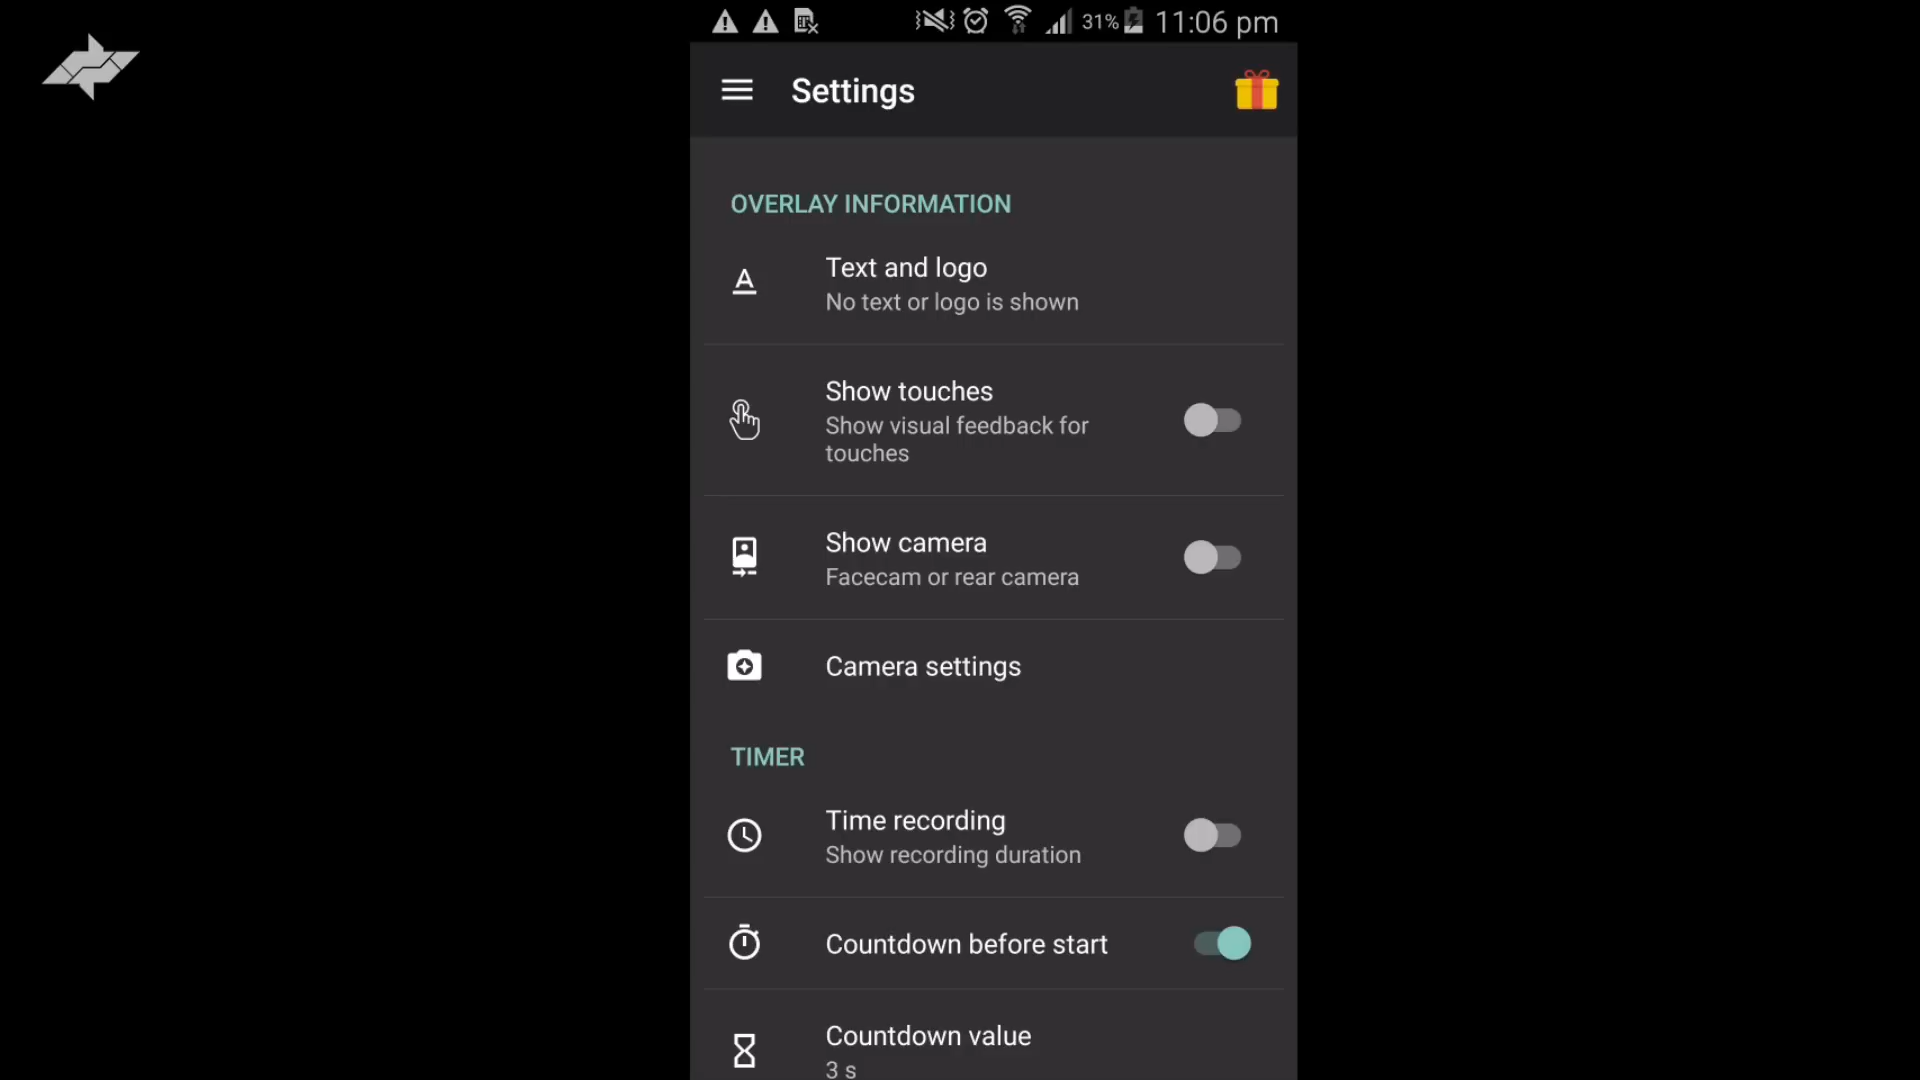 31% 11:06 pm
Settings
OVERLAY INFORMATION
Text and logo
No text or logo is shown
Show touches
Show visual feedback for
touches
Show camera
Facecam or rear camera
Camera settings
TIMER
Time recording
Show recording duration
Countdown before start
Countdown value
3 s